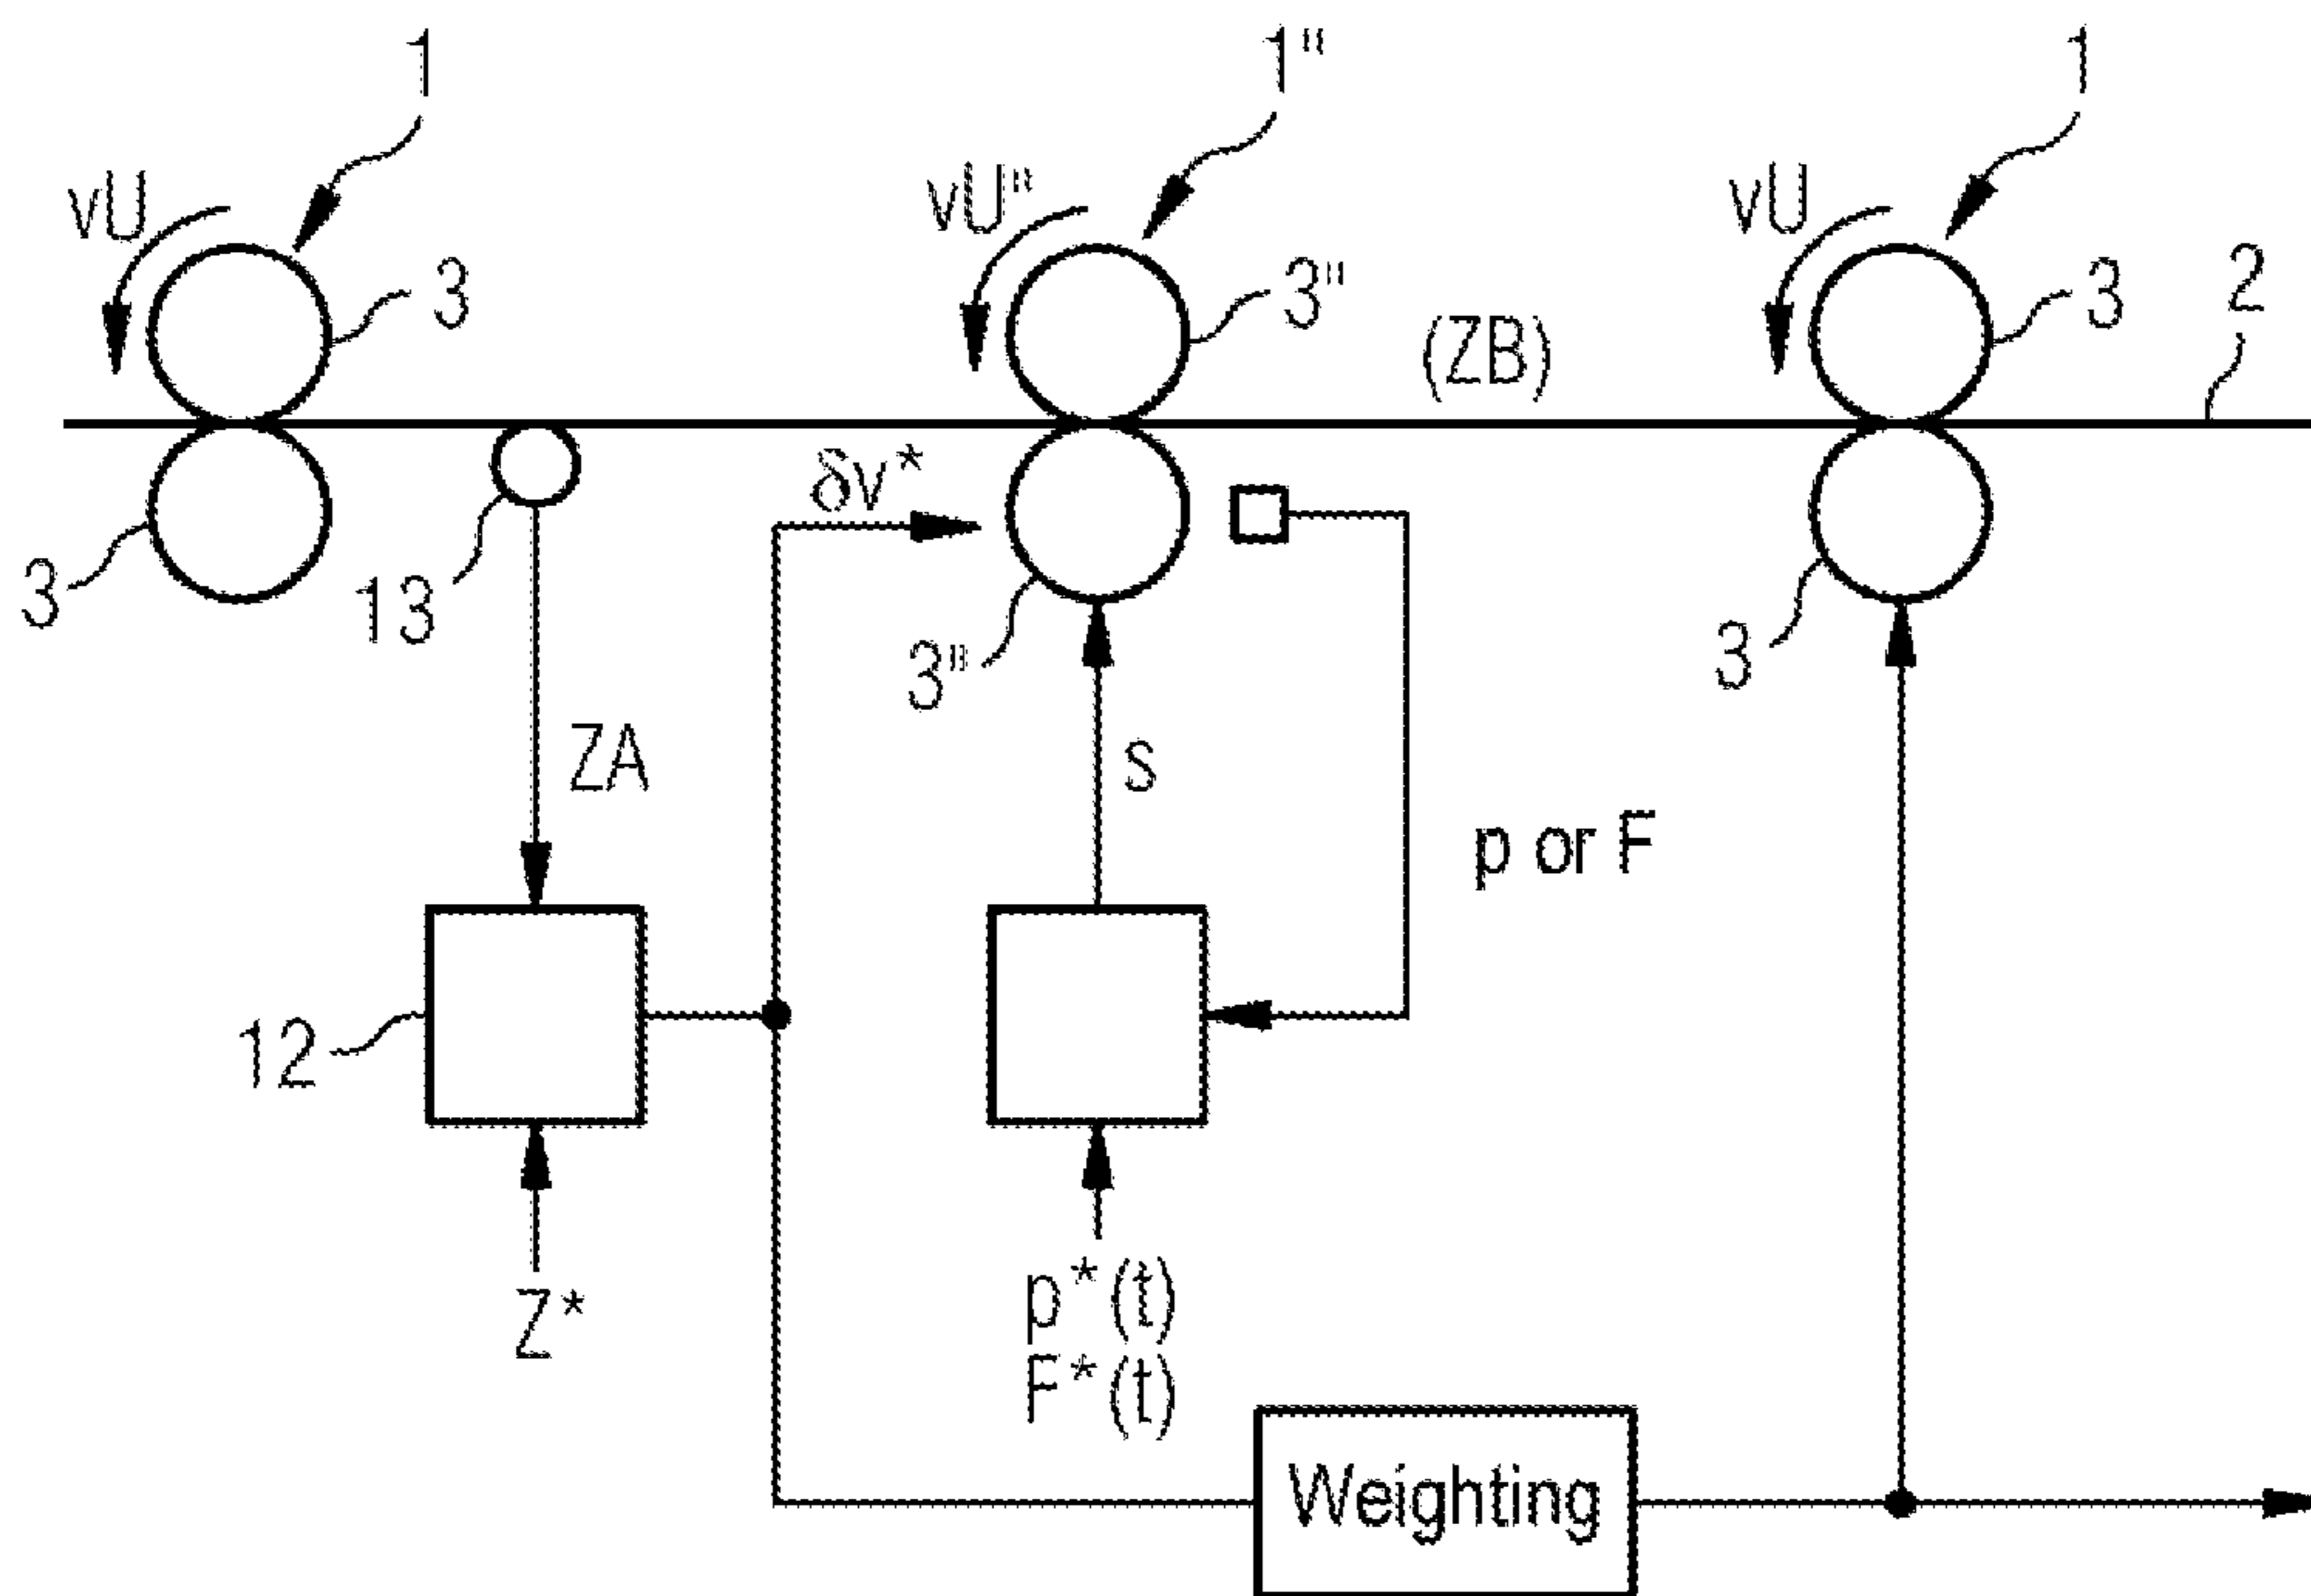 1
1"
1
vU
vU"
vU
3
3"
3
2
(ZB)
δv*
3
13
3"
3
ZA
s
p or F
12
Z*
p*(t)
F*(t)
Weighting